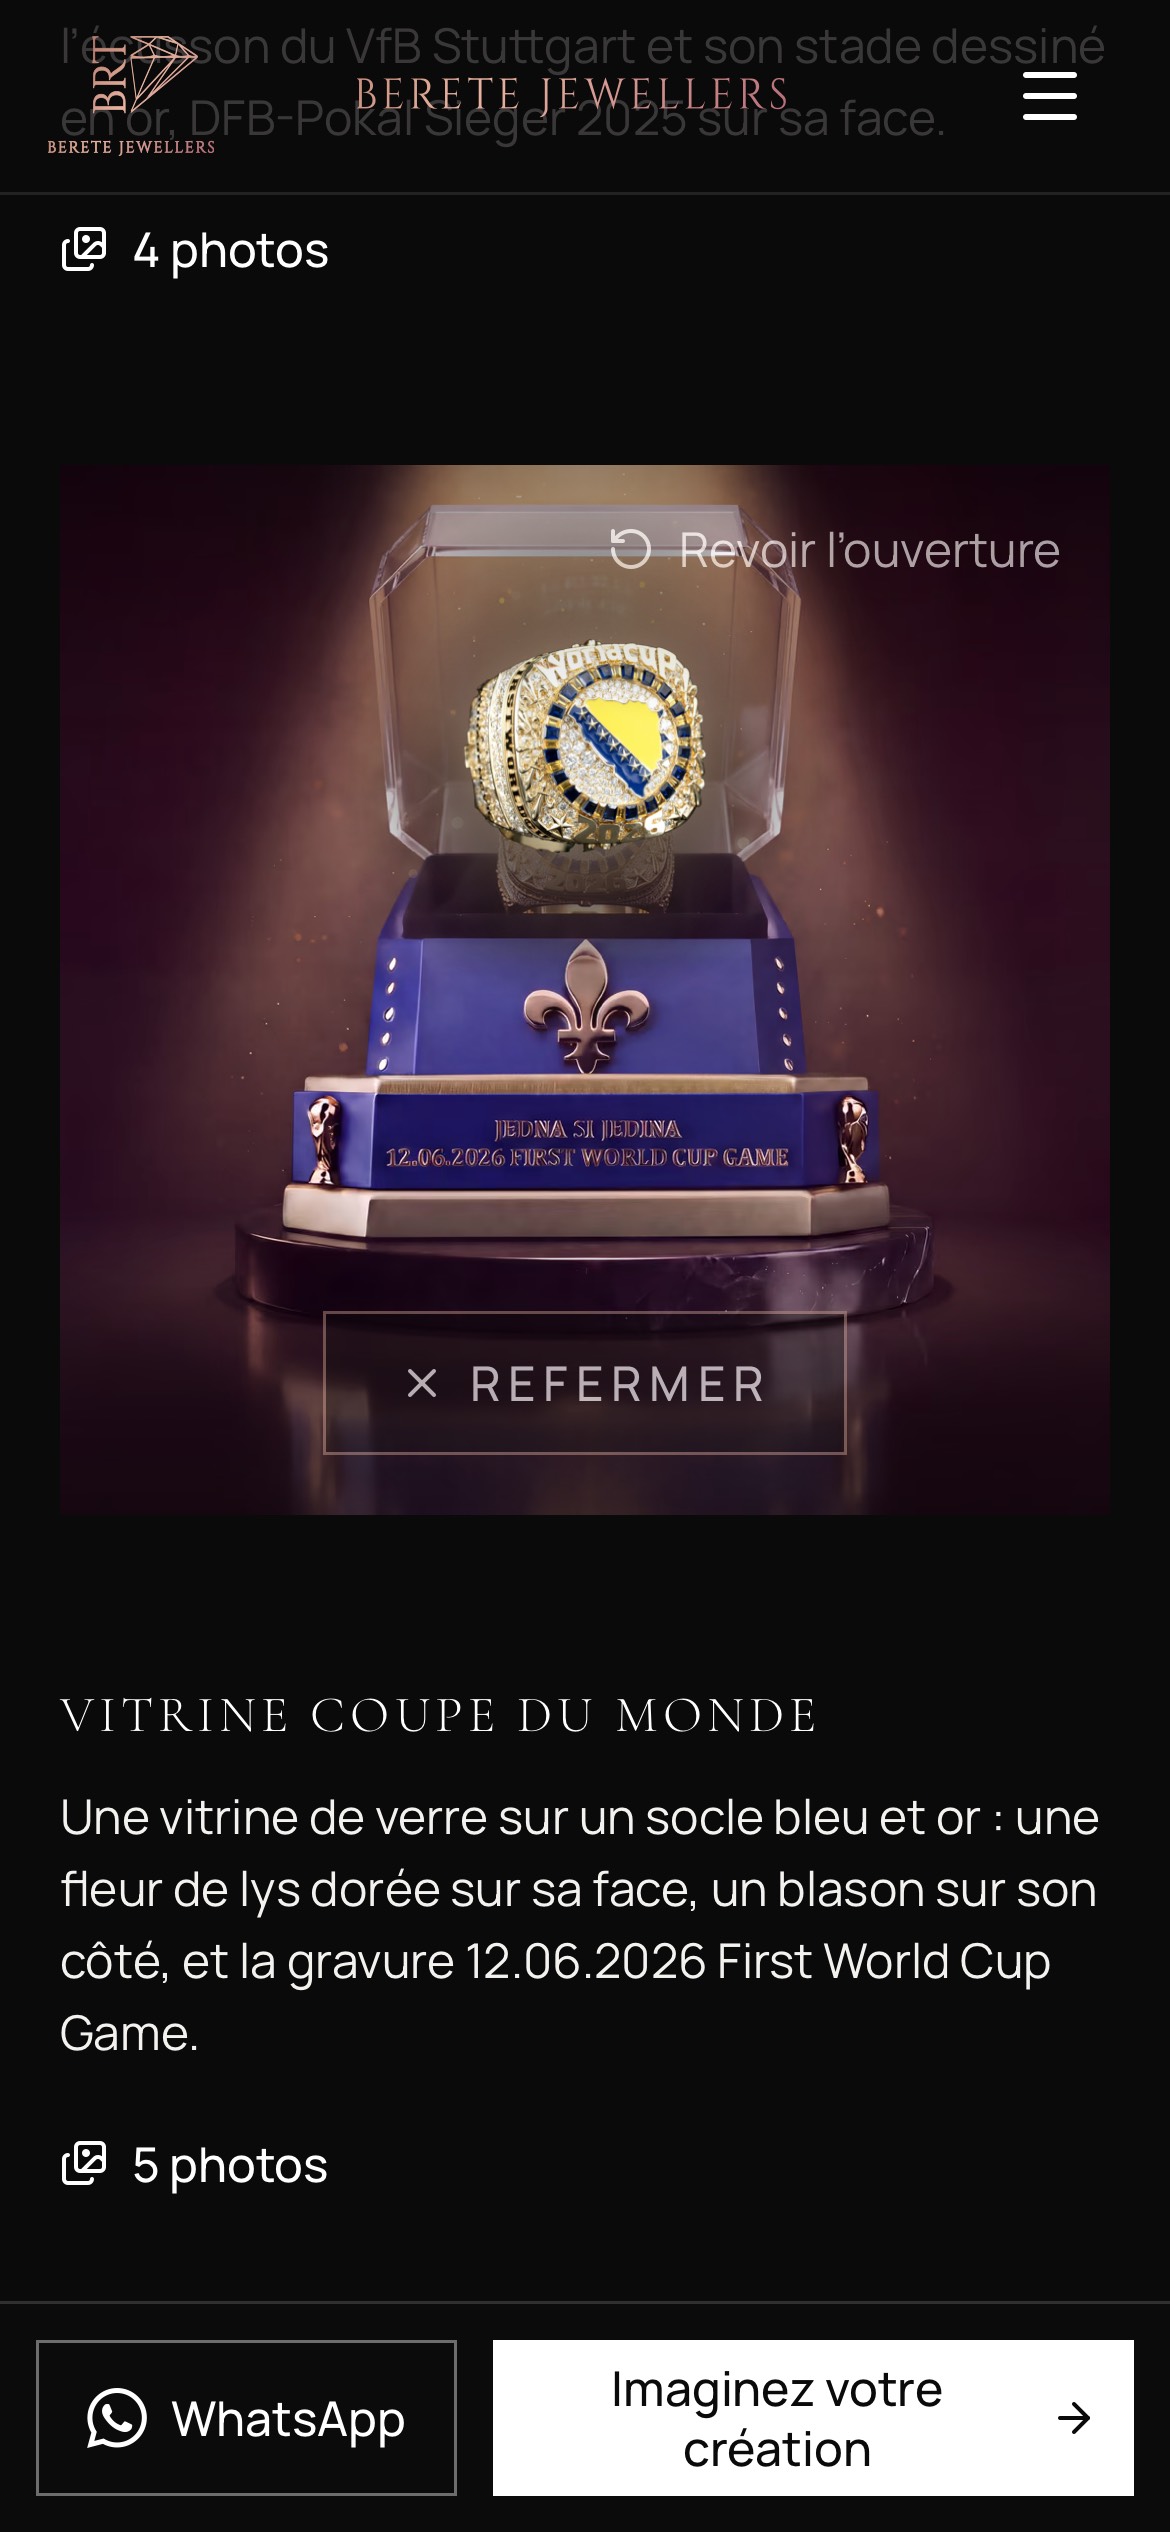 l'écusson du VfB Stuttgart et son stade dessiné
en or, DFB-Pokal Sieger 2025 sur sa face.
BRT
BERETE JEWELLERS
BERETE JEWELLERS
4 photos
Revoir l’ouverture
Worldcup
2026
JEDNA SI JEDINA
12.06.2026 FIRST WORLD CUP GAME
REFERMER
VITRINE COUPE DU MONDE
Une vitrine de verre sur un socle bleu et or : une
fleur de lys dorée sur sa face, un blason sur son
côté, et la gravure 12.06.2026 First World Cup
Game.
5 photos
WhatsApp
Imaginez votre
création